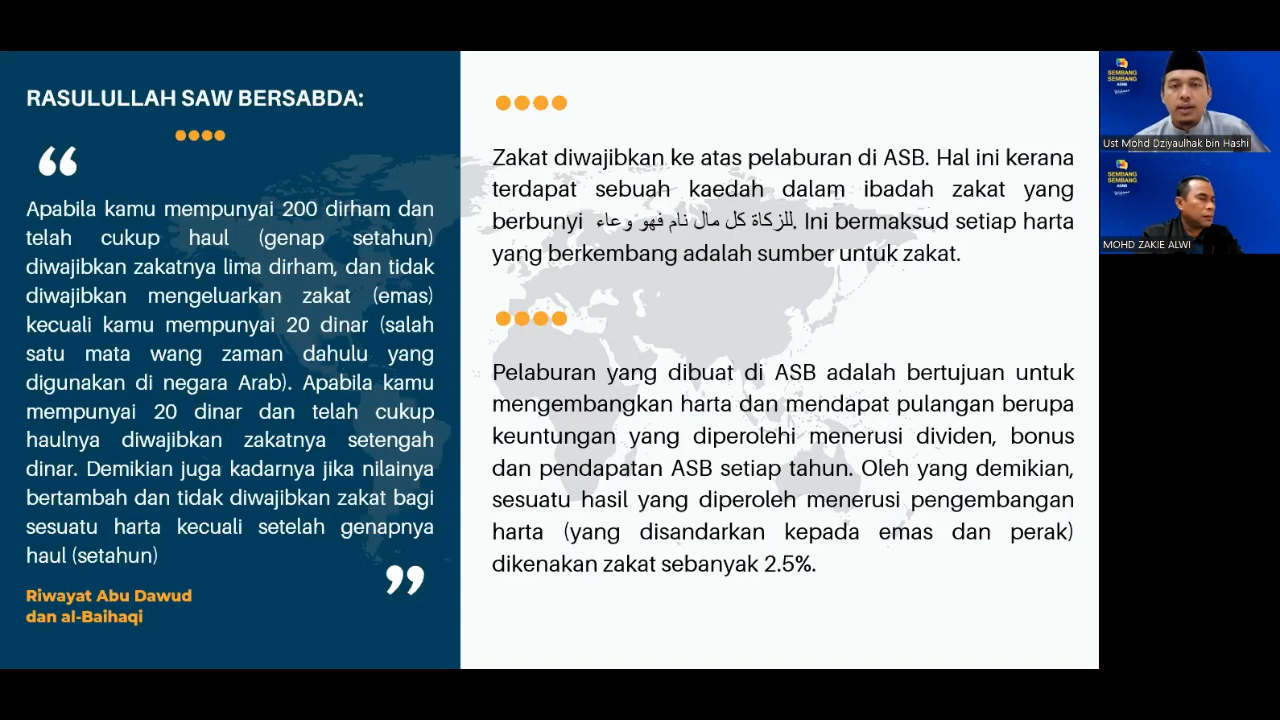 RASULULLAH SAW BERSABDA:
“
Apabila kamu mempunyai 200 dirham dan
telah cukup haul (genap setahun)
diwajibkan zakatnya lima dirham, dan tidak
diwajibkan mengeluarkan zakat (emas)
kecuali kamu mempunyai 20 dinar (salah
satu mata wang zaman dahulu yang
digunakan di negara Arab). Apabila kamu
mempunyai 20 dinar dan telah cukup
haulnya diwajibkan zakatnya setengah
dinar. Demikian juga kadarnya jika nilainya
bertambah dan tidak diwajibkan zakat bagi
sesuatu harta kecuali setelah genapnya
haul (setahun)
”
Riwayat Abu Dawud
dan al-Baihaqi
Zakat diwajibkan ke atas pelaburan di ASB. Hal ini kerana
terdapat sebuah kaedah dalam ibadah zakat yang
berbunyi للزكاة كل مال نام فهو وعاء. Ini bermaksud setiap harta
yang berkembang adalah sumber untuk zakat.
Pelaburan yang dibuat di ASB adalah bertujuan untuk
mengembangkan harta dan mendapat pulangan berupa
keuntungan yang diperolehi menerusi dividen, bonus
dan pendapatan ASB setiap tahun. Oleh yang demikian,
sesuatu hasil yang diperoleh menerusi pengembangan
harta (yang disandarkan kepada emas dan perak)
dikenakan zakat sebanyak 2.5%.
SEMBANG
SEMBANG
Ust Mohd Dziyaulhak bin Hashi
SEMBANG
SEMBANG
MOHD ZAKIE ALWI